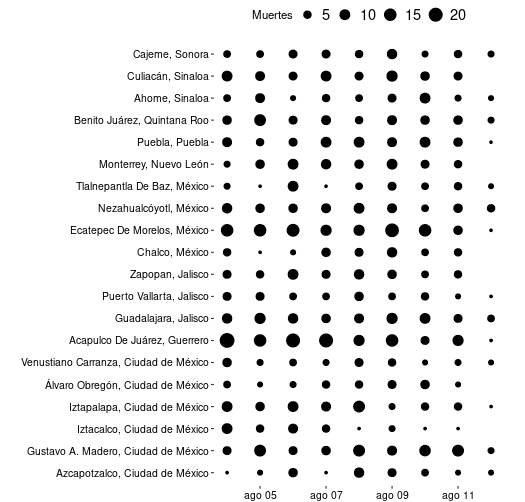 Muertes 5 10 15 20
Cajeme, Sonora
Culiacán, Sinaloa
Ahome, Sinaloa
Benito Juárez, Quintana Roo
Puebla, Puebla
Monterrey, Nuevo León
Tlalnepantla De Baz, México
Nezahualcóyotl, México
Ecatepec De Morelos, México
Chalco, México
Zapopan, Jalisco
Puerto Vallarta, Jalisco
Guadalajara, Jalisco
Acapulco De Juárez, Guerrero
Venustiano Carranza, Ciudad de México
Álvaro Obregón, Ciudad de México
Iztapalapa, Ciudad de México
Iztacalco, Ciudad de México
Gustavo A. Madero, Ciudad de México
Azcapotzalco, Ciudad de México
ago 05 ago 07 ago 09 ago 11